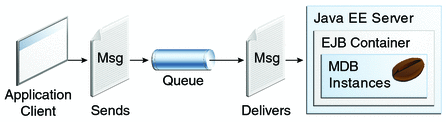 Java EE Server
EJB Container
MDB
Instances
Msg
Msg
Queue
Application
Client
Sends
Delivers